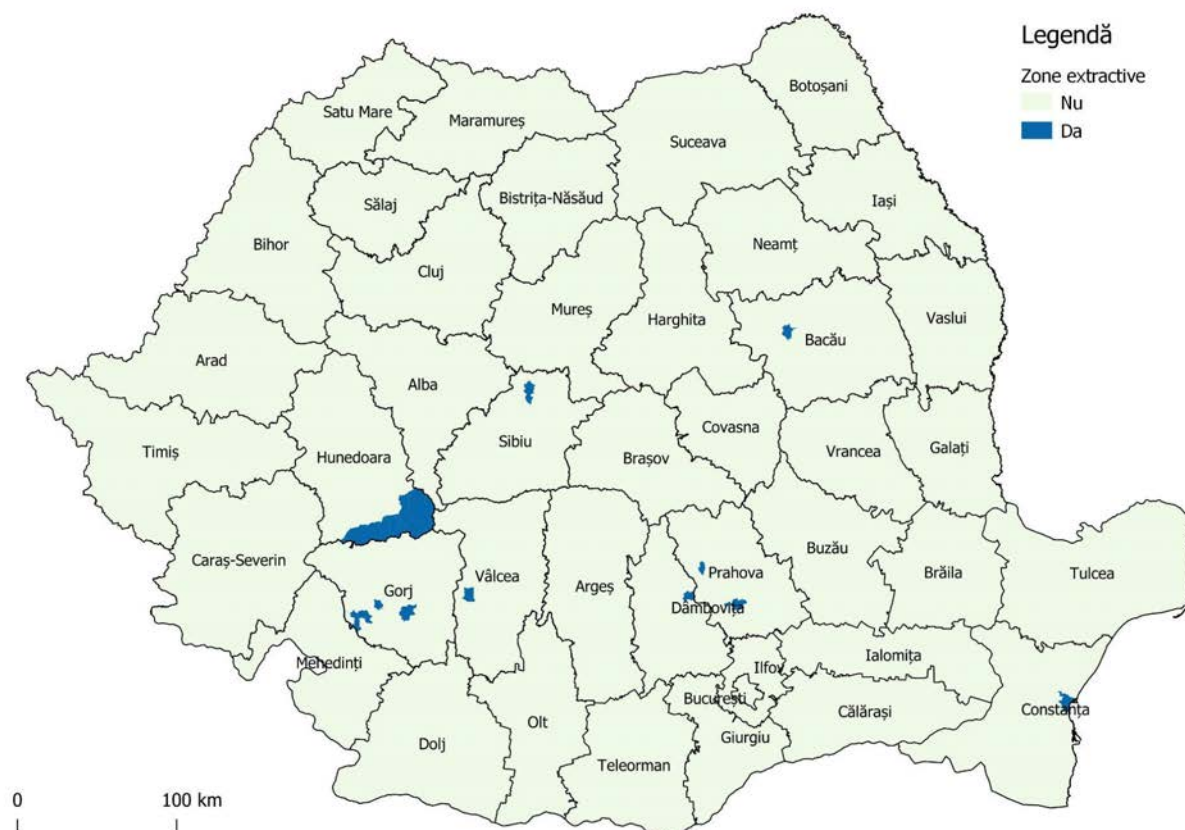 Legendă
Zone extractive
Nu
Da
Botoșani
Satu Mare
Maramureș
Suceava
Bistrița-Năsăud
Sălaj
Iași
Bihor
Neamț
Cluj
Mureș
Harghita
Vaslui
Bacău
Arad
Alba
Covasna
Sibiu
Timiș
Hunedoara
Brașov
Vrancea
Galați
Caraș-Severin
Buzău
Prahova
Brăila
Tulcea
Vâlcea
Argeș
Gorj
Dâmbovița
Mehedinți
Ialomița
Ilfov
București
Constanța
Călărași
Olt
Giurgiu
Dolj
Teleorman
0 100 km